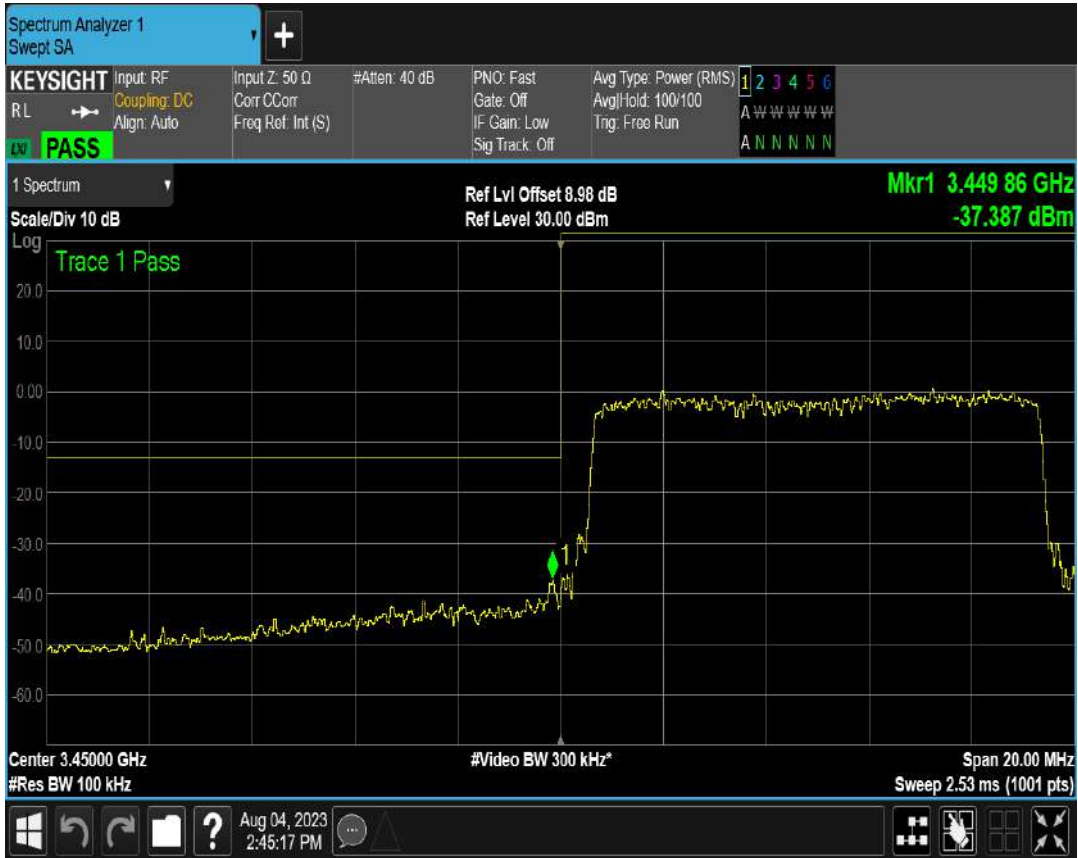 Spectrum Analyzer 1
Swept SA
+
KEYSIGHT
RL
LXI
PASS
Input: RF
Coupling: DC
Align: Auto
Input Z: 50 Ω
Corr CCorr
Freq Ref: Int (S)
#Atten: 40 dB
PNO: Fast
Gate: Off
IF Gain: Low
Sig Track: Off
Avg Type: Power (RMS)
Avg|Hold: 100/100
Trig: Free Run
1 2 3 4 5 6
A W W W W W
A N N N N N
1 Spectrum
Scale/Div 10 dB
Ref Lvl Offset 8.98 dB
Ref Level 30.00 dBm
Mkr1 3.449 86 GHz
-37.387 dBm
Log
Trace 1 Pass
20.0
10.0
0.00
-10.0
-20.0
-30.0
-40.0
-50.0
-60.0
1
Center 3.45000 GHz
#Res BW 100 kHz
#Video BW 300 kHz*
Span 20.00 MHz
Sweep 2.53 ms (1001 pts)
?
Aug 04, 2023
2:45:17 PM